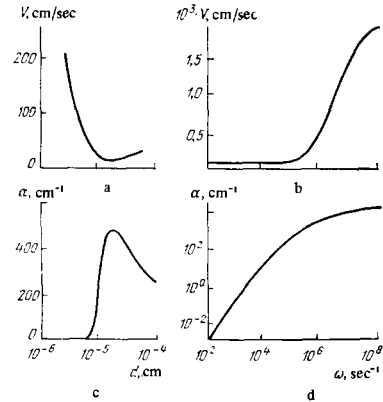 V, cm/sec
10³·V, cm/sec
200
100
0
1,5
1,0
0,5
a
b
α, cm⁻¹
α, cm⁻¹
400
200
0
10²
10⁰
10⁻²
10⁻⁶
10⁻⁵
10⁻⁴
d, cm
10²
10⁴
10⁶
10⁸
ω, sec⁻¹
c
d